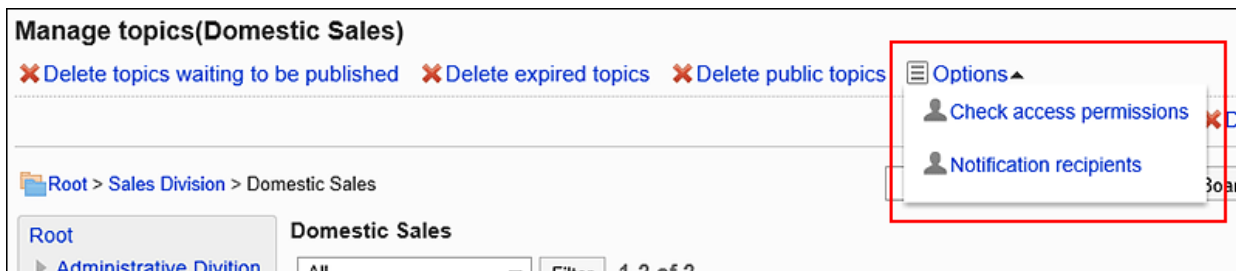 Manage topics(Domestic Sales)
Delete topics waiting to be published Delete expired topics Delete public topics Options
Check access permissions
Notification recipients
Root > Sales Division > Domestic Sales
Root
Domestic Sales
Administrative Divition
All Filter